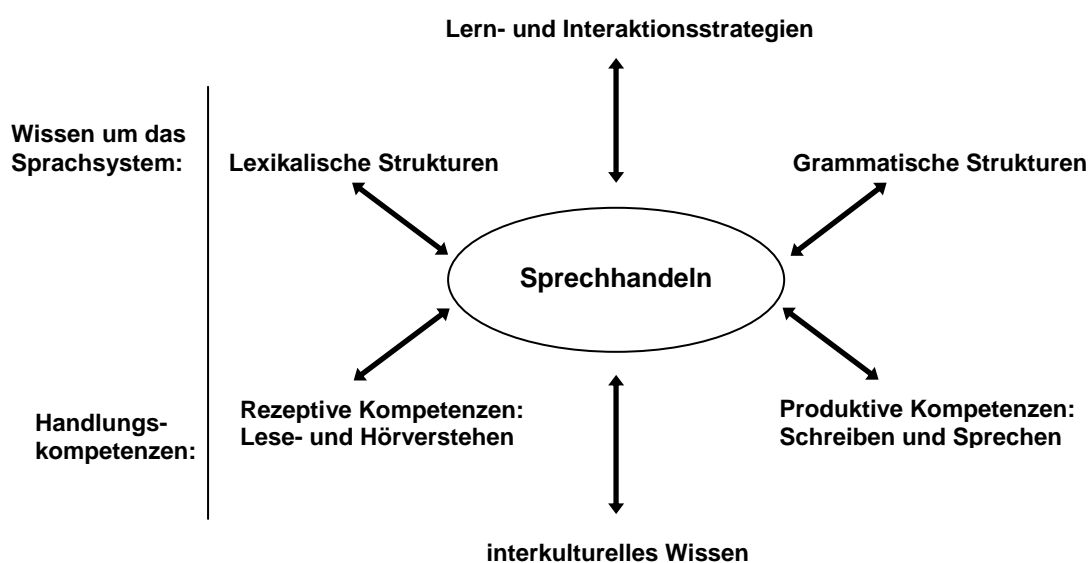 Lern- und Interaktionsstrategien
Wissen um das
Sprachsystem:
Lexikalische Strukturen
Grammatische Strukturen
Sprechhandeln
Handlungs-
kompetenzen:
Rezeptive Kompetenzen:
Lese- und Hörverstehen
Produktive Kompetenzen:
Schreiben und Sprechen
interkulturelles Wissen